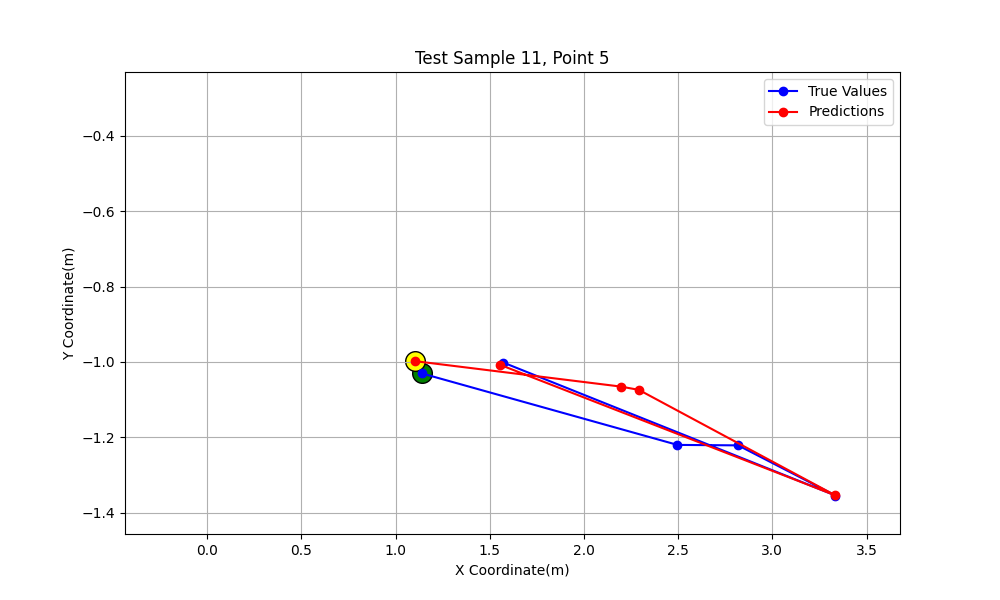 Test Sample 11, Point 5
True Values
Predictions
−0.4
−0.6
−0.8
−1.0
−1.2
−1.4
Y Coordinate(m)
0.0 0.5 1.0 1.5 2.0 2.5 3.0 3.5
X Coordinate(m)